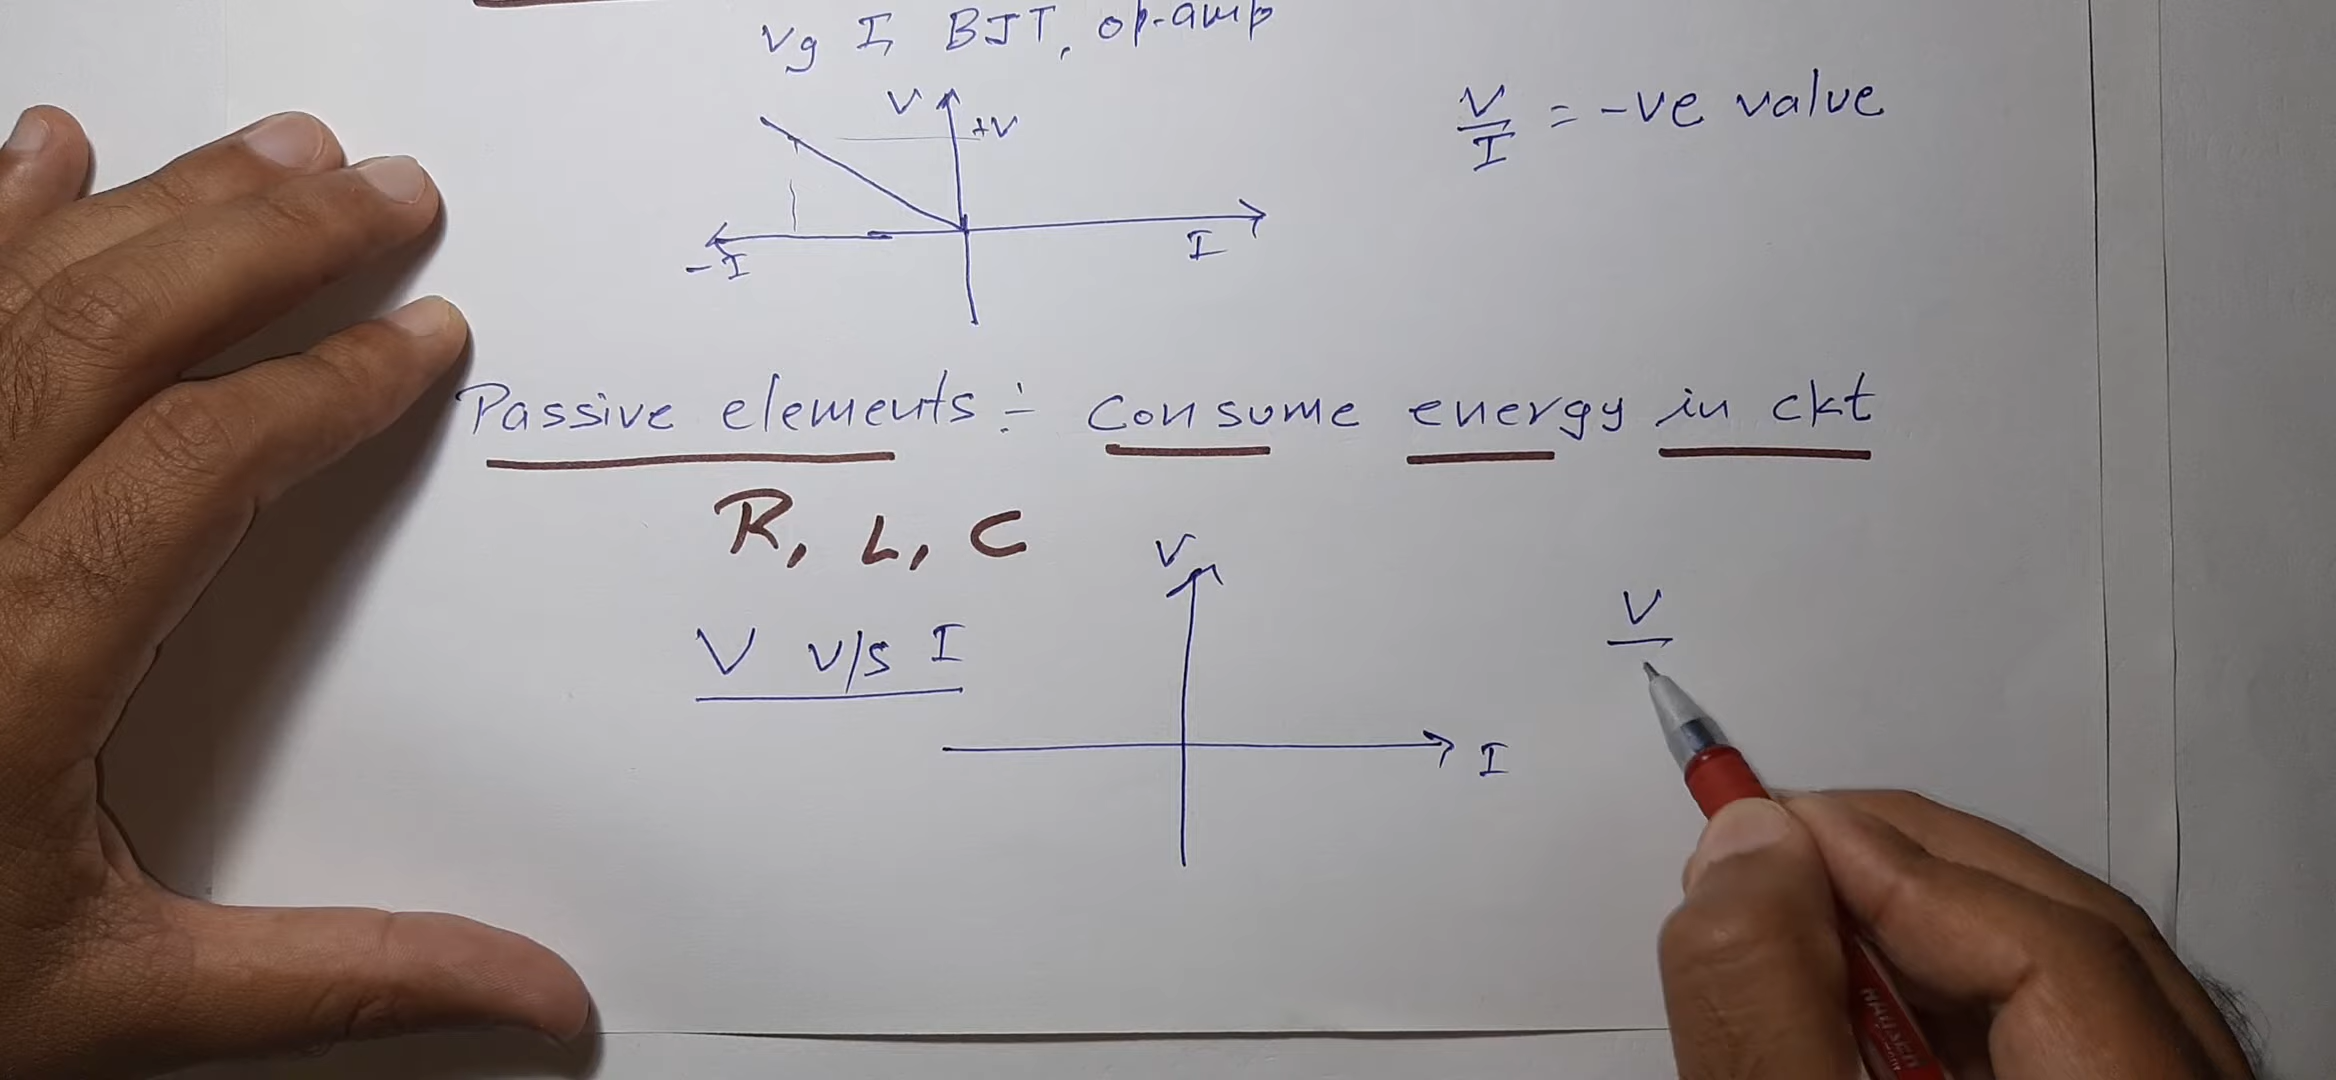 Vg I, BJT, op-amp
V
+V
-I
I
V/I = -ve value
Passive elements ÷ consume energy in ckt
R, L, C
V v/s I
V
I
V